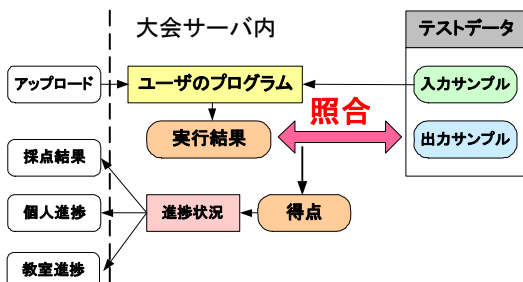 大会サーバ内
テストデータ
アップロード
ユーザのプログラム
入力サンプル
照合
実行結果
出力サンプル
採点結果
個人進捗
進捗状況
得点
教室進捗